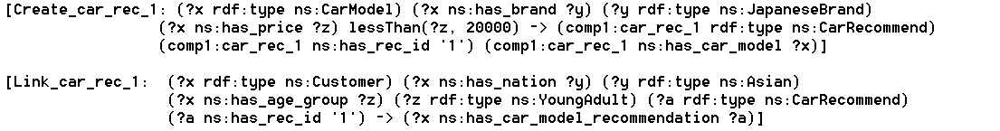 [Create_car_rec_1: (?x rdf:type ns:CarModel) (?x ns:has_brand ?y) (?y rdf:type ns:JapaneseBrand)
(?x ns:has_price ?z) lessThan(?z, 20000) -> (comp1:car_rec_1 rdf:type ns:CarRecommend)
(comp1:car_rec_1 ns:has_rec_id '1') (comp1:car_rec_1 ns:has_car_model ?x)]
[Link_car_rec_1: (?x rdf:type ns:Customer) (?x ns:has_nation ?y) (?y rdf:type ns:Asian)
(?x ns:has_age_group ?z) (?z rdf:type ns:YoungAdult) (?a rdf:type ns:CarRecommend)
(?a ns:has_rec_id '1') -> (?x ns:has_car_model_recommendation ?a)]